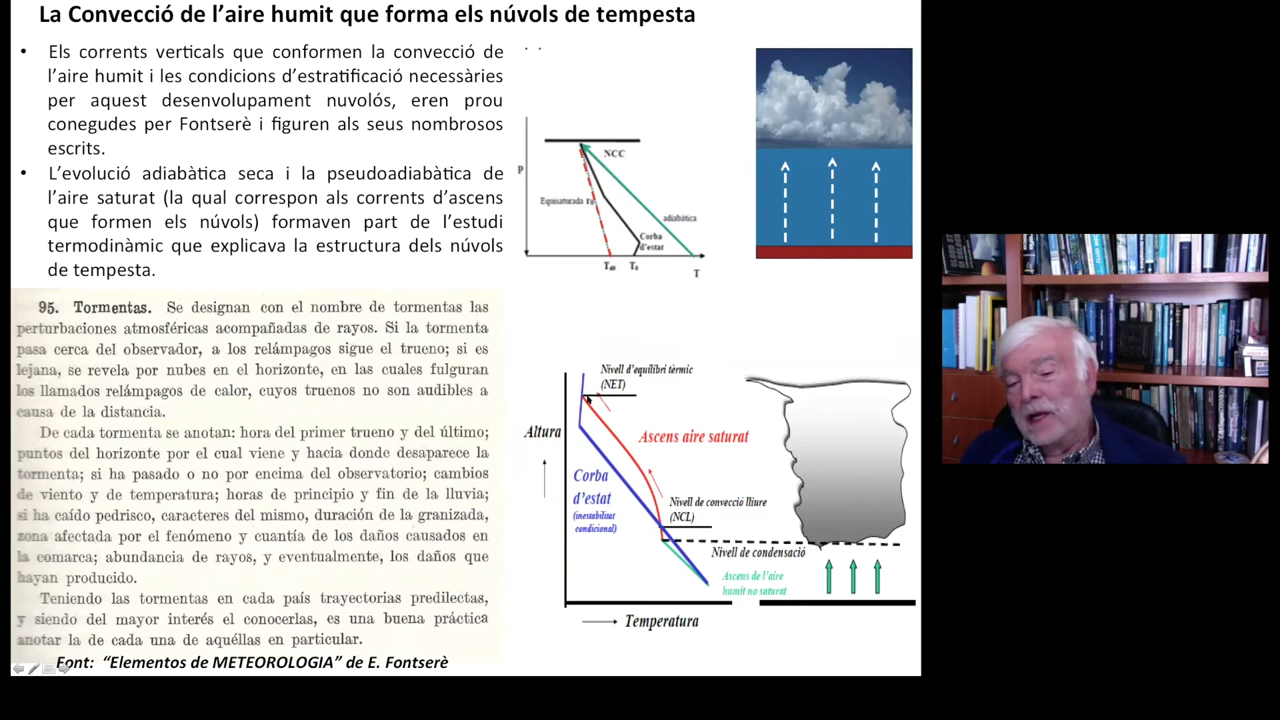 La Convecció de l’aire humit que forma els núvols de tempesta
• Els corrents verticals que conformen la convecció de
l’aire humit i les condicions d’estratificació necessàries
per aquest desenvolupament nuvolós, eren prou
conegudes per Fontserè i figuren als seus nombrosos
escrits.
• L’evolució adiabàtica seca i la pseudoadiabàtica de
l’aire saturat (la qual correspon als corrents d’ascens
que formen els núvols) formaven part de l’estudi
termodinàmic que explicava la estructura dels núvols
de tempesta.
P
NCC
Equisaturada
adiabàtica
Corba
d’estat
T
95. Tormentas. Se designan con el nombre de tormentas las
perturbaciones atmosféricas acompañadas de rayos. Si la tormenta
pasa cerca del observador, a los relámpagos sigue el trueno; si es
lejana, se revela por nubes en el horizonte, en las cuales fulguran
los llamados relámpagos de calor, cuyos truenos no son audibles a
causa de la distancia.
De cada tormenta se anotan: hora del primer trueno y del último;
puntos del horizonte por el cual viene y hacia donde desaparece la
tormenta; si ha pasado o no por encima del observatorio; cambios
de viento y de temperatura; horas de principio y fin de la lluvia;
si ha caído pedrisco, caracteres del mismo, duración de la granizada,
zona afectada por el fenómeno y cuantía de los daños causados en
la comarca; abundancia de rayos, y eventualmente, los daños que
hayan producido.
Teniendo las tormentas en cada país trayectorias predilectas,
y siendo del mayor interés el conocerlas, es una buena práctica
anotar la de cada una de aquéllas en particular.
Font: “Elementos de METEOROLOGIA” de E. Fontserè
Nivell d’equilibri tèrmic
(NET)
Altura
Ascens aire saturat
Corba
d’estat
(inestabilitat
condicional)
Nivell de convecció lliure
(NCL)
Nivell de condensació
Ascens de l’aire
humit no saturat
Temperatura